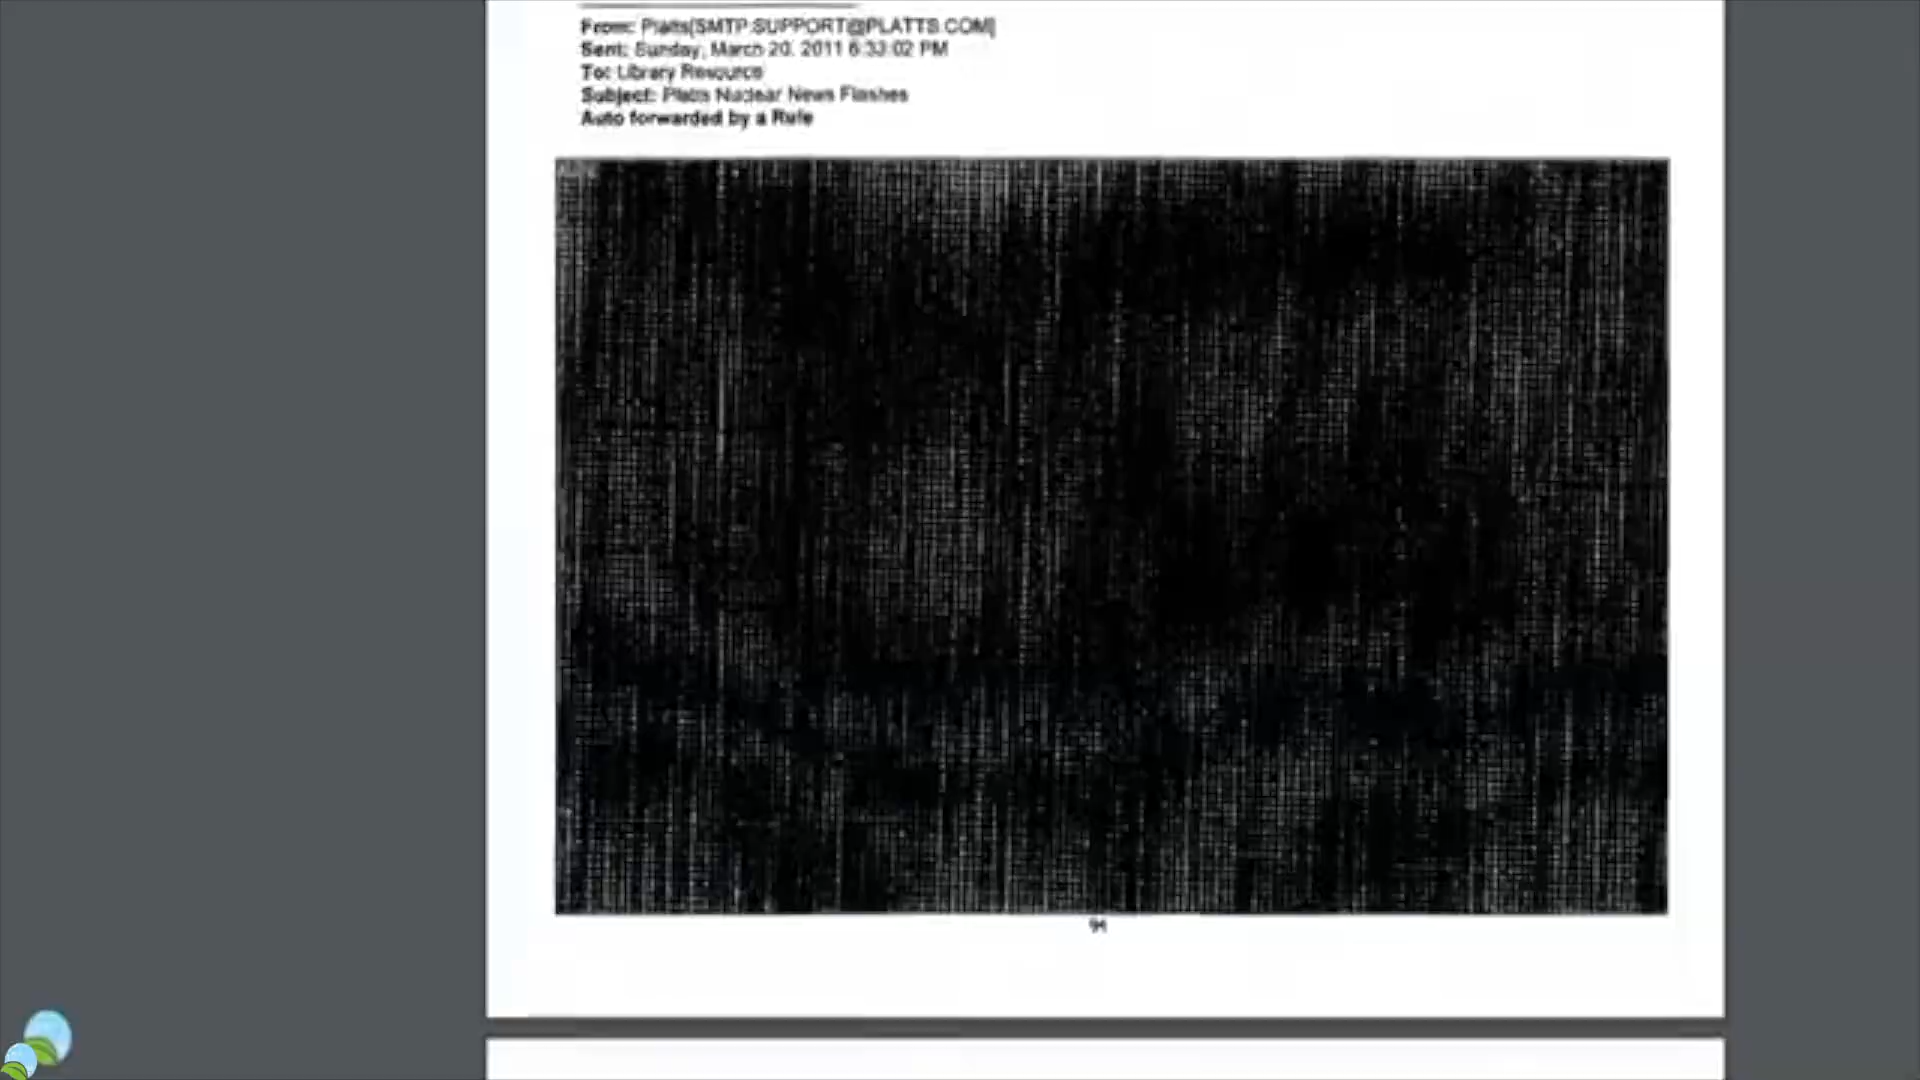 From: Platts[SMTP:SUPPORT@PLATTS.COM]
Sent: Sunday, March 20, 2011 6:33:02 PM
To: Library Resource
Subject: Platts Nuclear News Flashes
Auto forwarded by a Rule